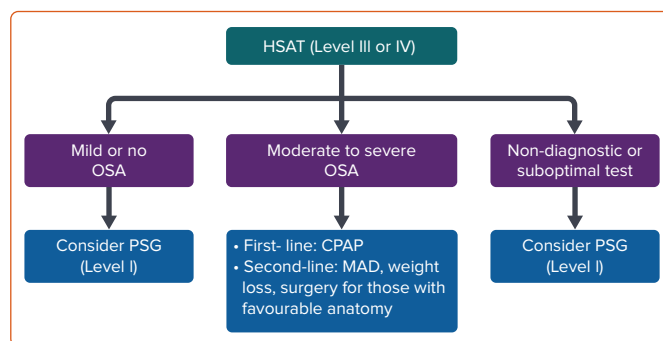 HSAT (Level III or IV)
Mild or no
OSA
Moderate to severe
OSA
Non-diagnostic or
suboptimal test
Consider PSG
(Level I)
• First- line: CPAP
• Second-line: MAD, weight
loss, surgery for those with
favourable anatomy
Consider PSG
(Level I)